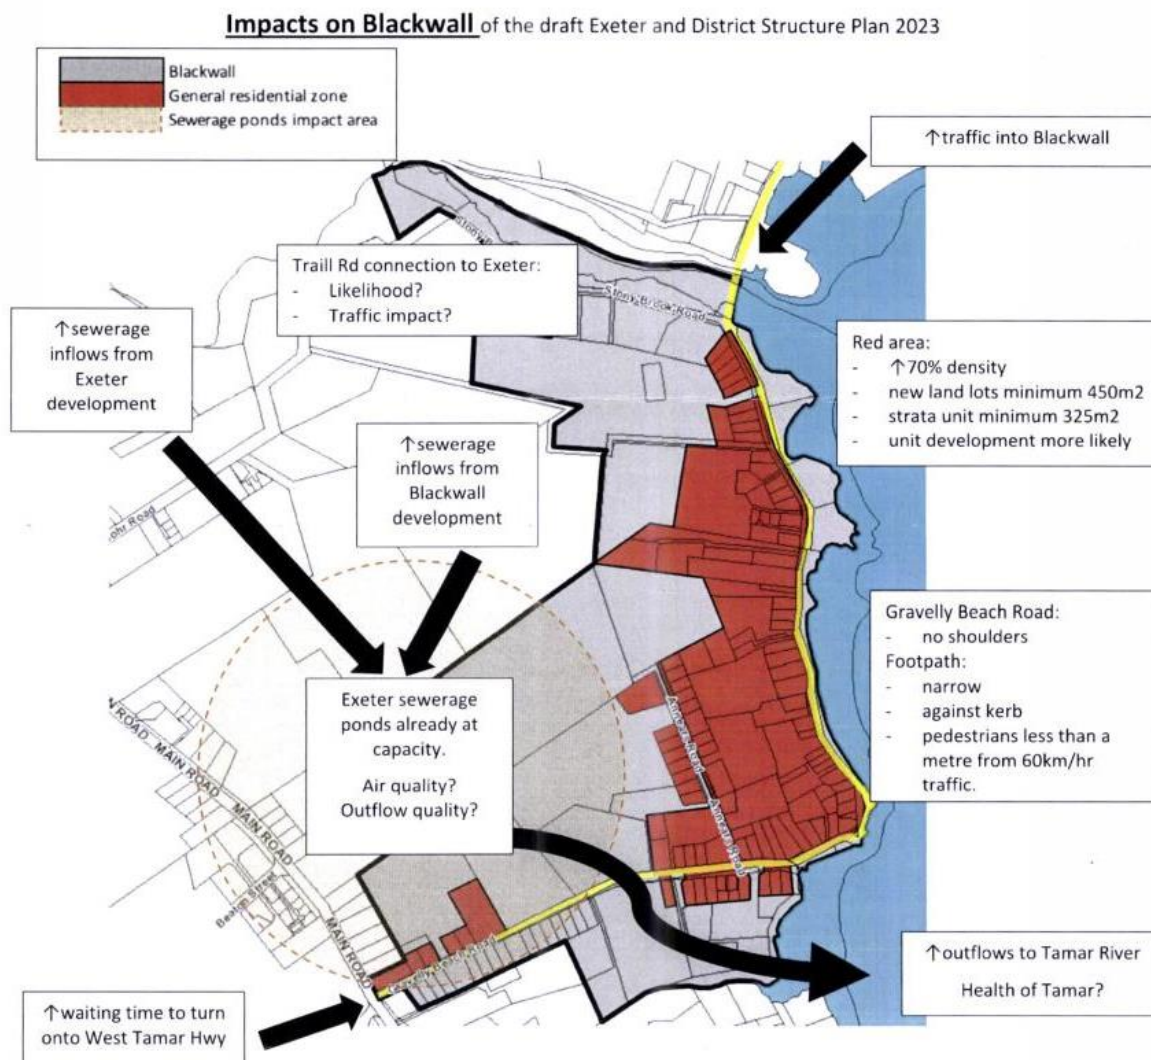 Impacts on Blackwall of the draft Exeter and District Structure Plan 2023
Blackwall
General residential zone
Sewerage ponds impact area
↑traffic into Blackwall
Traill Rd connection to Exeter:
- Likelihood?
- Traffic impact?
Stony Brook Road
↑sewerage
inflows from
Exeter
development
Red area:
- ↑70% density
- new land lots minimum 450m2
- strata unit minimum 325m2
- unit development more likely
↑sewerage
inflows from
Blackwall
development
Gravelly Beach Road:
- no shoulders
Footpath:
- narrow
- against kerb
- pedestrians less than a
metre from 60km/hr
traffic.
Exeter sewerage
ponds already at
capacity.
Air quality?
Outflow quality?
MAIN ROAD
MAIN ROAD
MAIN ROAD
Annears Road
Annears Road
↑outflows to Tamar River
Health of Tamar?
↑waiting time to turn
onto West Tamar Hwy